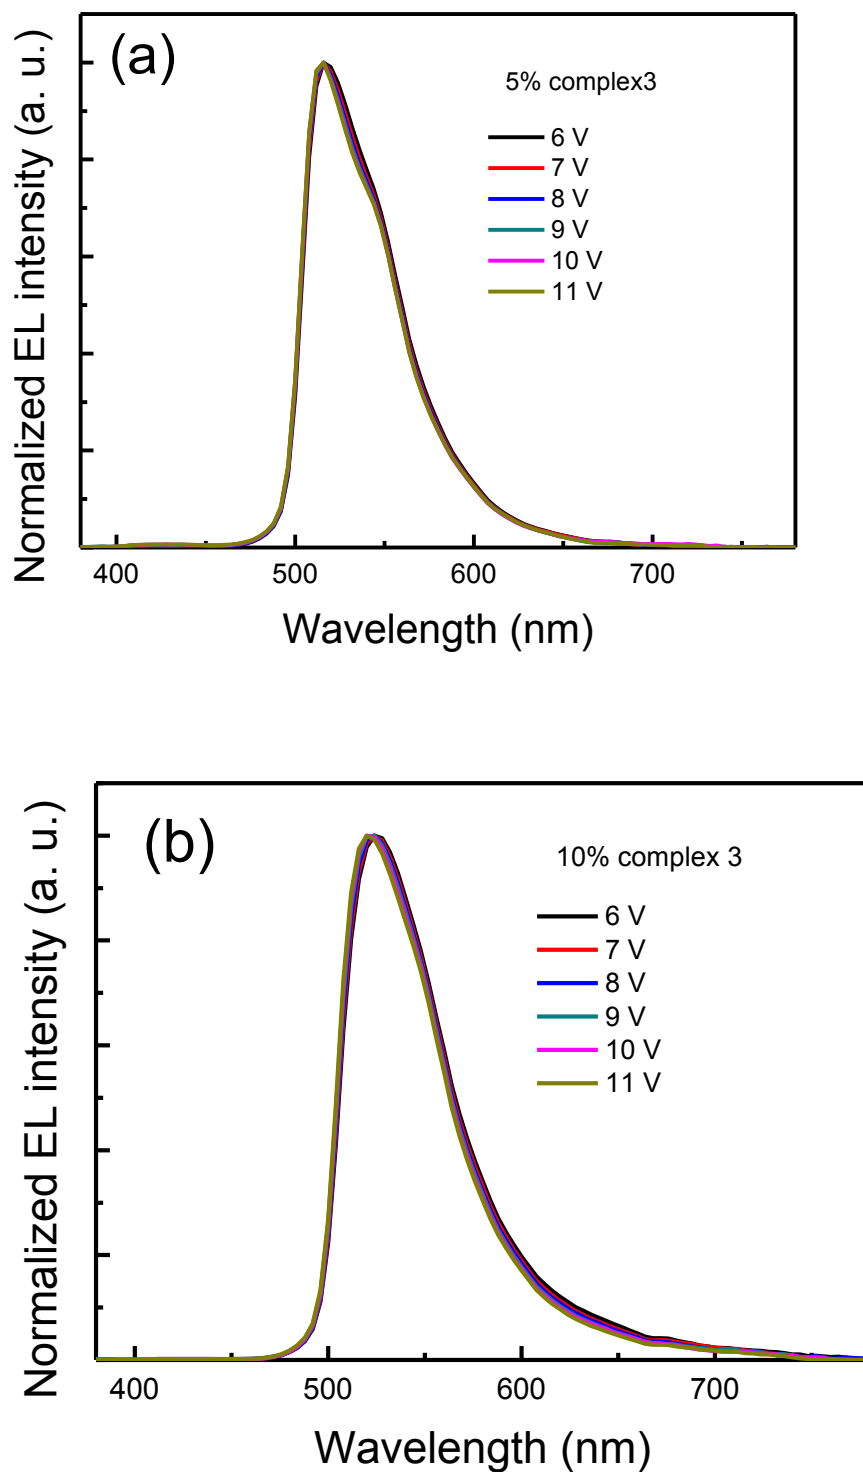 (a)
5% complex3
6 V
7 V
8 V
9 V
10 V
11 V
Normalized EL intensity (a. u.)
400 500 600 700
Wavelength (nm)
(b)
10% complex 3
6 V
7 V
8 V
9 V
10 V
11 V
Normalized EL intensity (a. u.)
400 500 600 700
Wavelength (nm)